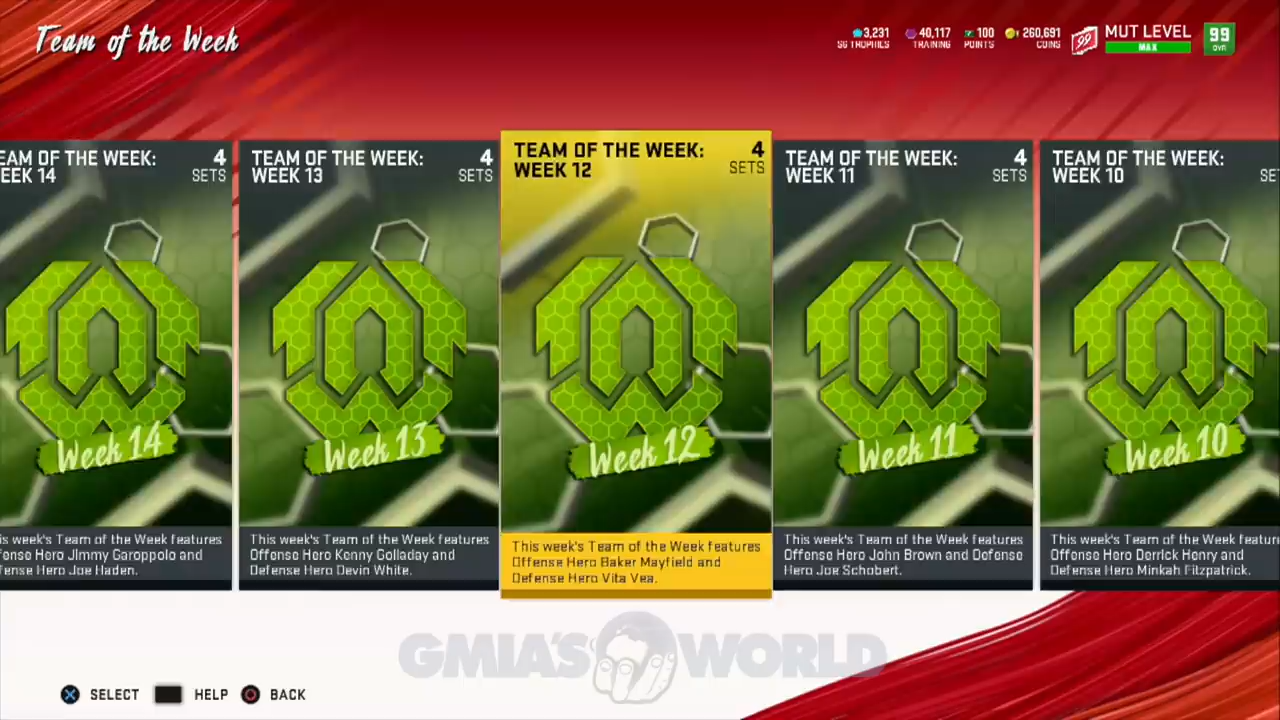 Team of the Week
3,231
SG TROPHIES
40,117
TRAINING
100
POINTS
260,691
COINS
99
MUT LEVEL
MAX
99
OVR
EAM OF THE WEEK:
EEK 14
4
SETS
Week 14
is week's Team of the Week features
fense Hero Jimmy Garoppolo and
fense Hero Joe Haden.
TEAM OF THE WEEK:
WEEK 13
4
SETS
Week 13
This week's Team of the Week features
Offense Hero Kenny Golladay and
Defense Hero Devin White.
TEAM OF THE WEEK:
WEEK 12
4
SETS
Week 12
This week's Team of the Week features
Offense Hero Baker Mayfield and
Defense Hero Vita Vea.
TEAM OF THE WEEK:
WEEK 11
4
SETS
Week 11
This week's Team of the Week features
Offense Hero John Brown and Defense
Hero Joe Schobert.
TEAM OF THE WEEK:
WEEK 10
SE
Week 10
This week's Team of the Week featur
Offense Hero Derrick Henry and
Defense Hero Minkah Fitzpatrick.
GMIA'S WORLD
SELECT
HELP
BACK